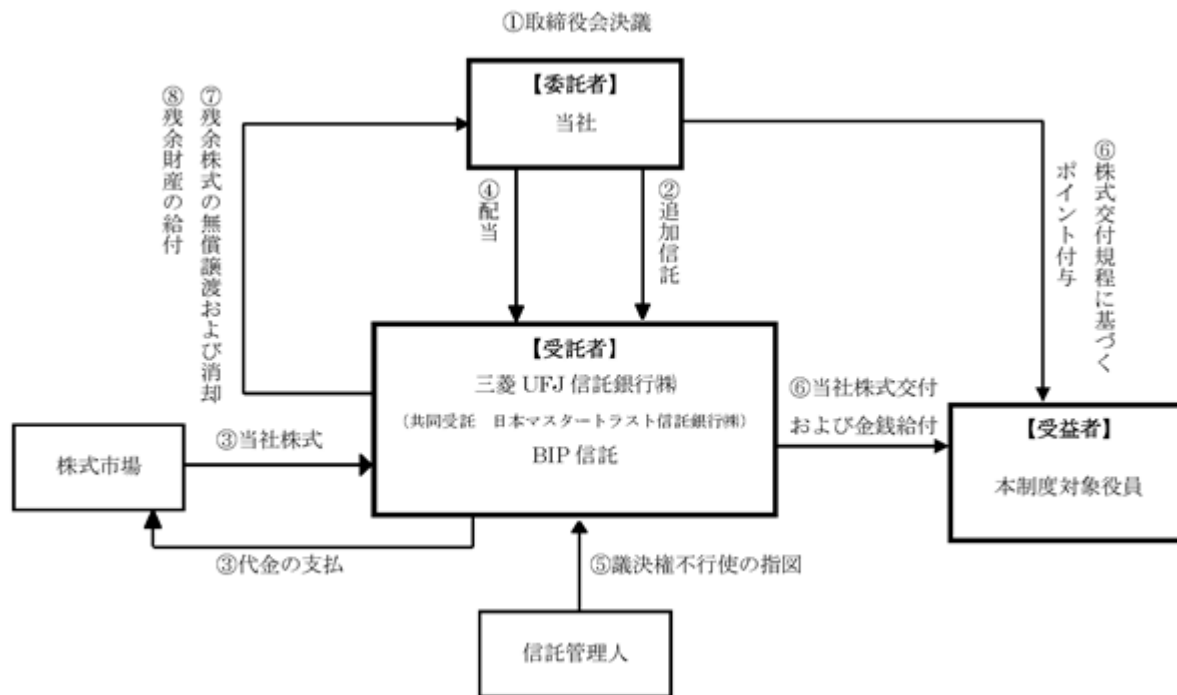 ①取締役会決議
【委託者】
当社
⑧残余財産の給付
⑦残余株式の無償譲渡および消却
④配当
②追加信託
⑥株式交付規程に基づく
ポイント付与
【受託者】
三菱 UFJ 信託銀行㈱
(共同受託　日本マスタートラスト信託銀行㈱)
BIP 信託
⑥当社株式交付
および金銭給付
【受益者】
本制度対象役員
株式市場
③当社株式
③代金の支払
⑤議決権不行使の指図
信託管理人